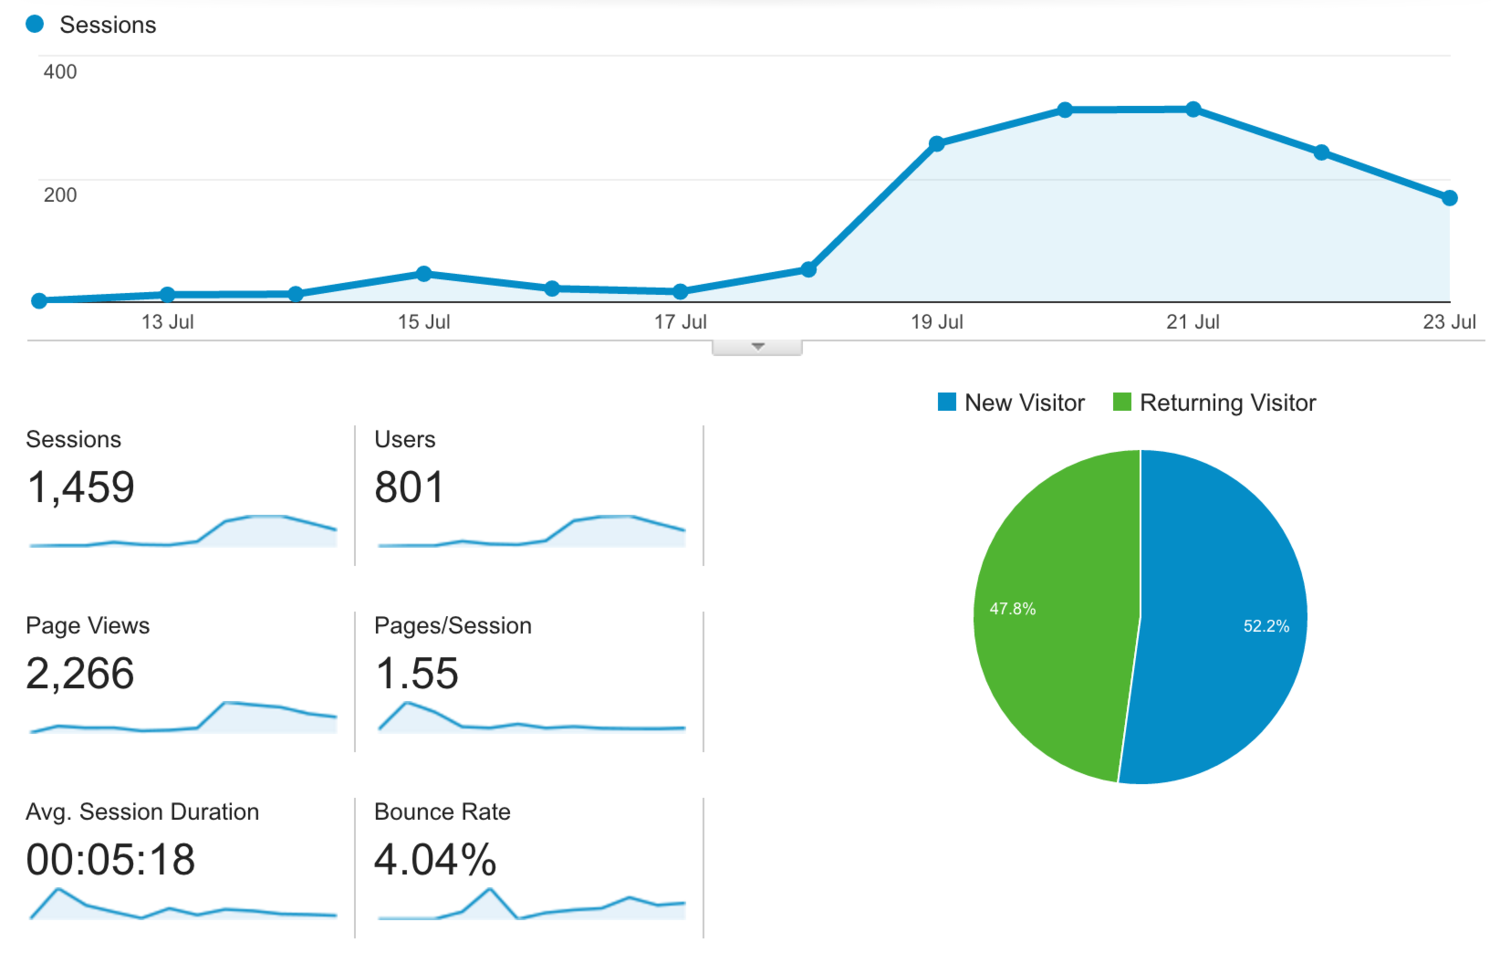 Sessions
400
200
13 Jul 15 Jul 17 Jul 19 Jul 21 Jul 23 Jul
New Visitor Returning Visitor
Sessions Users
1,459 801
Page Views Pages/Session
2,266 1.55
47.8% 52.2%
Avg. Session Duration Bounce Rate
00:05:18 4.04%